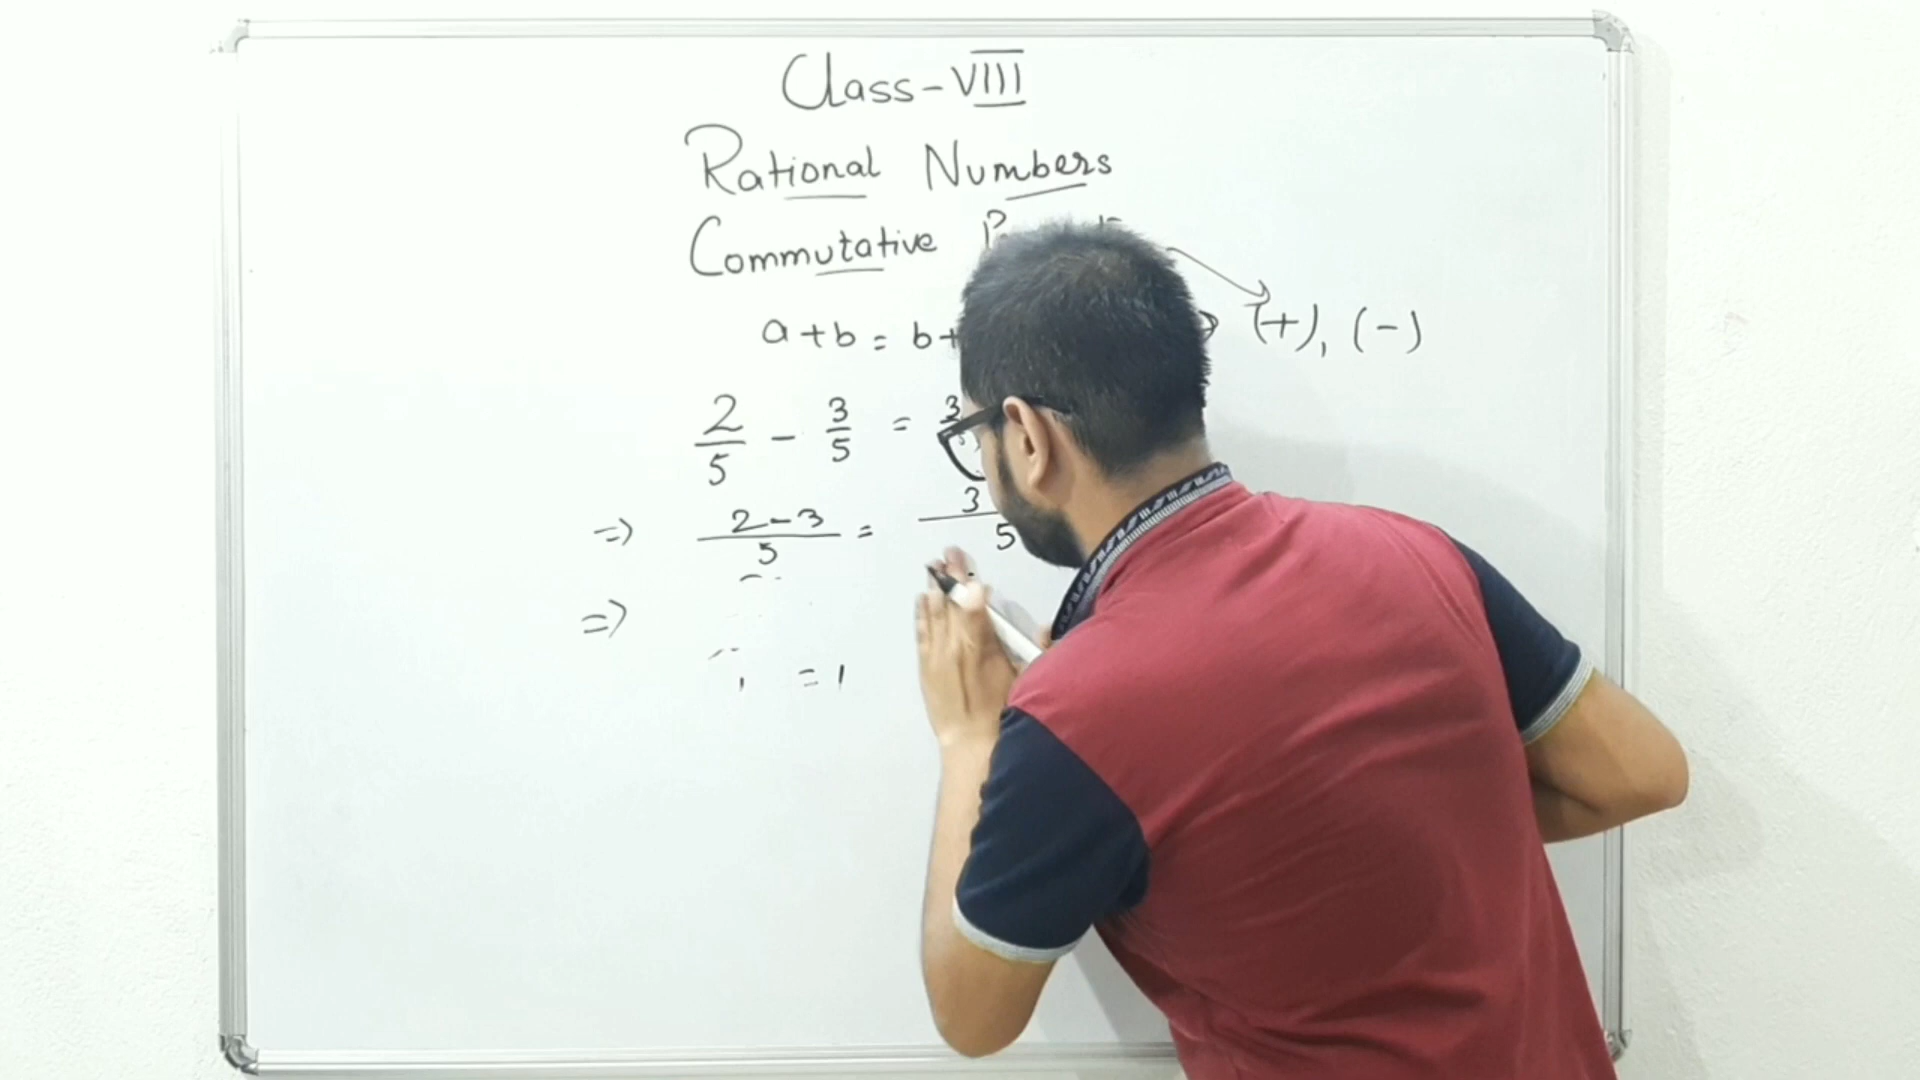 Class-VIII
Rational Numbers
Commutative
a+b = b+ (+), (-)
2/5 - 3/5 = 3
=) 2-3/5 = 3 5
=)
= 1